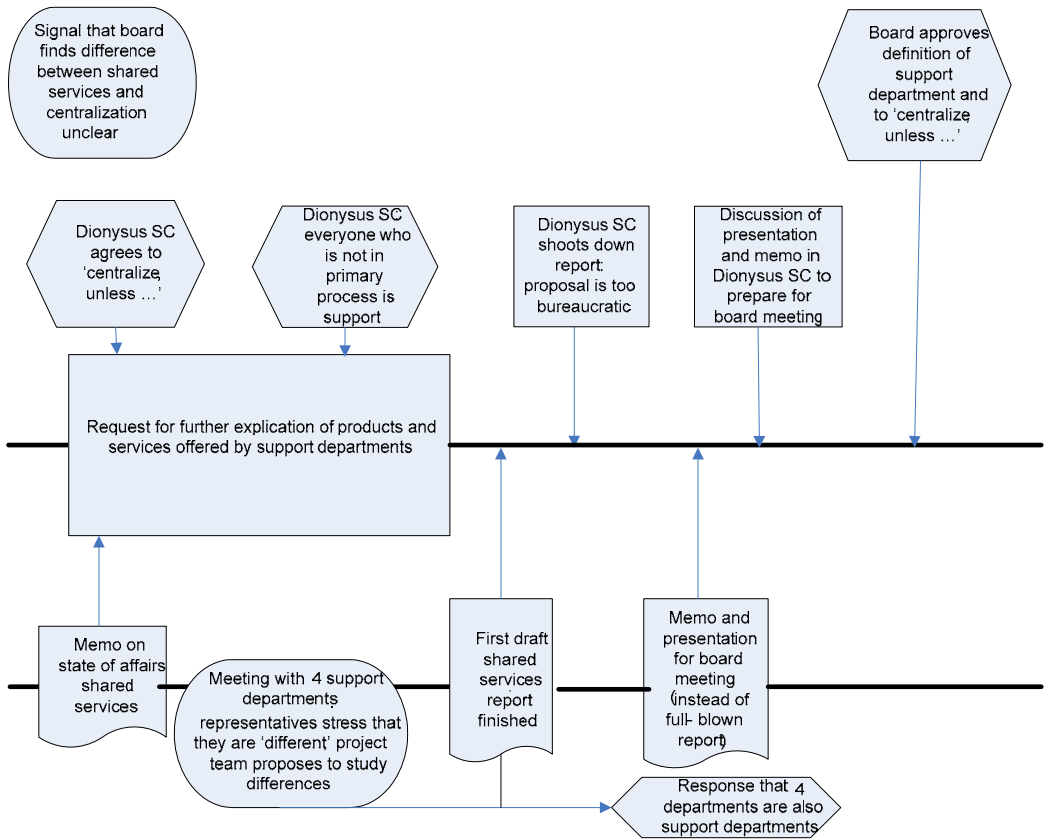 Signal that board
finds difference
between shared
services and
centralization
unclear
Board approves
definition of
support
department and
to ‘centralize,
unless …’
Dionysus SC
agrees to
‘centralize,
unless …’
Dionysus SC
everyone who
is not in
primary
process is
support
Dionysus SC
shoots down
report:
proposal is too
bureaucratic
Discussion of
presentation
and memo in
Dionysus SC to
prepare for
board meeting
Request for further explication of products and
services offered by support departments
Memo on
state of affairs
shared
services
Meeting with 4 support
departments;
representatives stress that
they are ‘different’, project
team proposes to study
differences
First draft
shared
services
report
finished
Memo and
presentation
for board
meeting
(instead of
full- blown
report)
Response that 4
departments are also
support departments